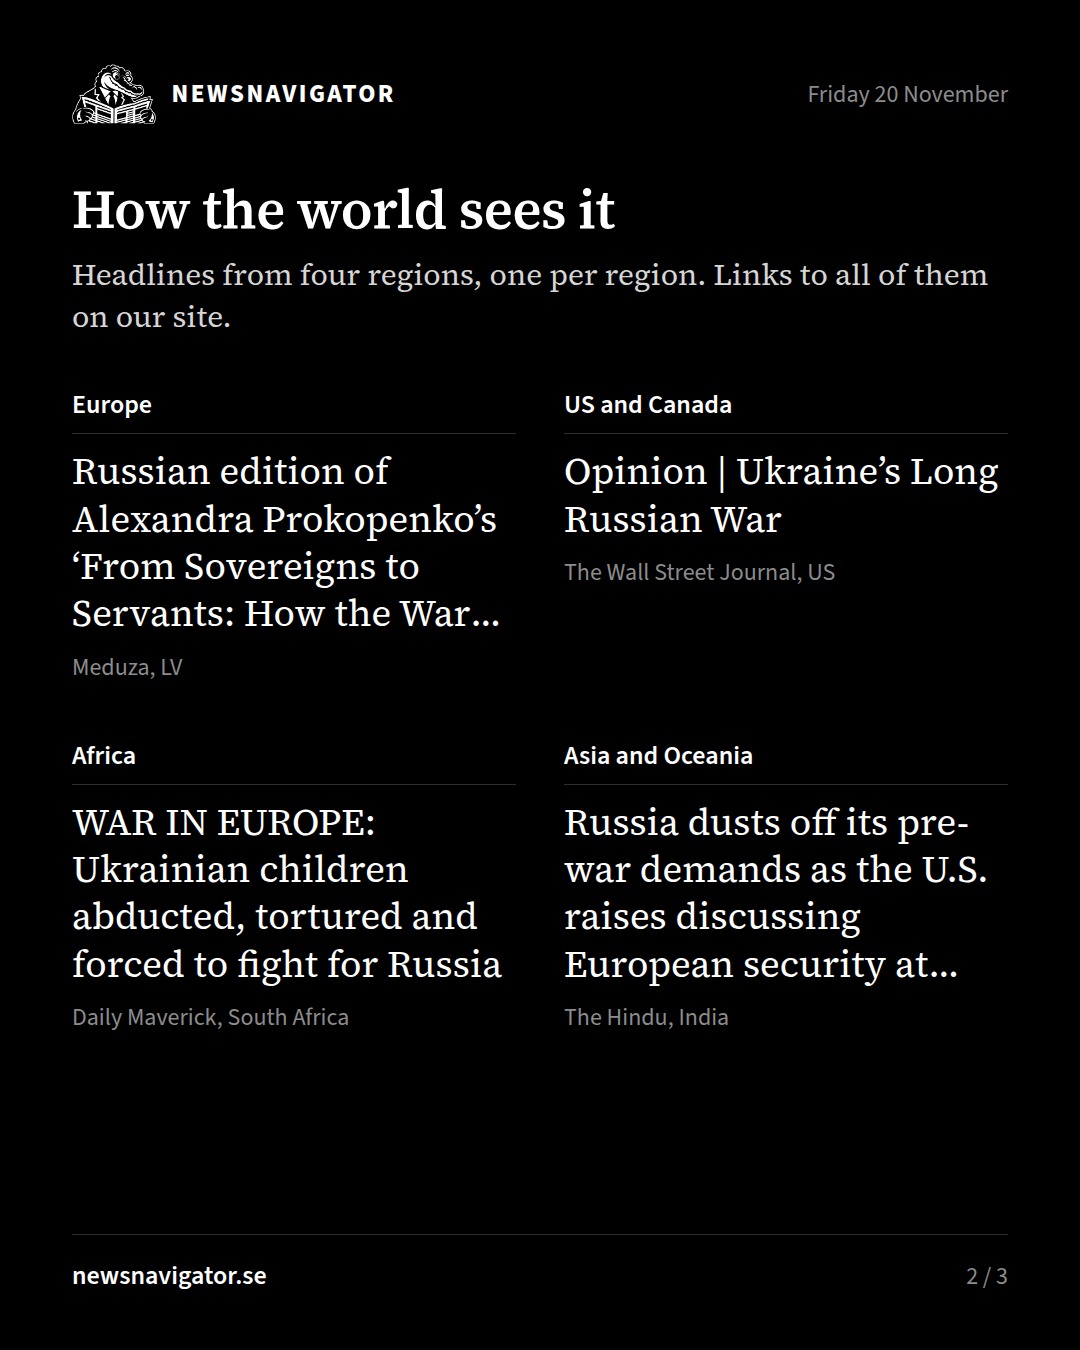 NEWSNAVIGATOR
Friday 20 November
How the world sees it
Headlines from four regions, one per region. Links to all of them
on our site.
Europe
Russian edition of
Alexandra Prokopenko’s
‘From Sovereigns to
Servants: How the War...
Meduza, LV
US and Canada
Opinion | Ukraine’s Long
Russian War
The Wall Street Journal, US
Africa
WAR IN EUROPE:
Ukrainian children
abducted, tortured and
forced to fight for Russia
Daily Maverick, South Africa
Asia and Oceania
Russia dusts off its pre-
war demands as the U.S.
raises discussing
European security at...
The Hindu, India
newsnavigator.se
2 / 3